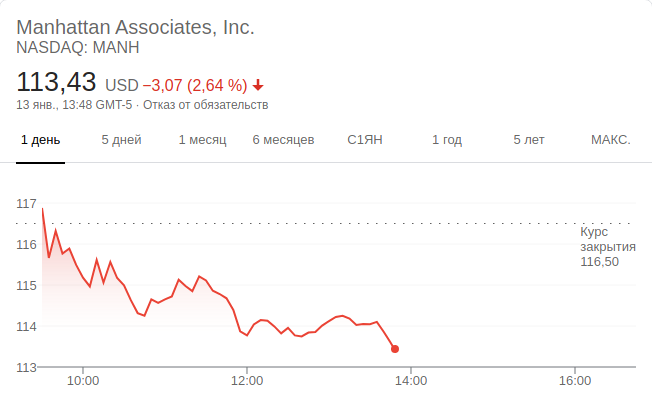 Manhattan Associates, Inc.
NASDAQ: MANH
113,43 USD −3,07 (2,64 %)
13 янв., 13:48 GMT-5 · Отказ от обязательств
1 день 5 дней 1 месяц 6 месяцев С1ЯН 1 год 5 лет МАКС.
117
Курс
закрытия
116,50
116
115
114
113
10:00 12:00 14:00 16:00